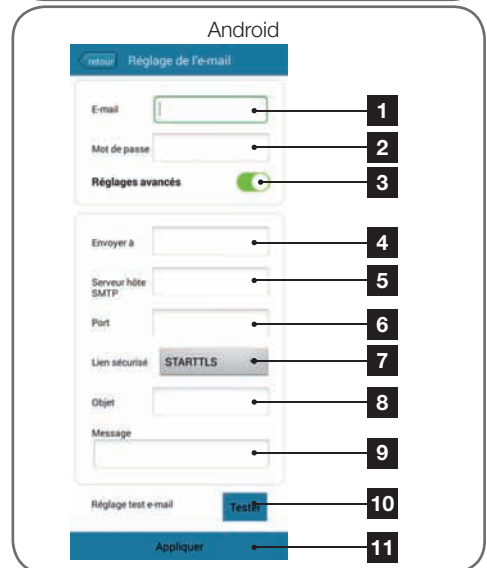 Android
retour Réglage de l'e-mail
E-mail 1
Mot de passe 2
Réglages avancés 3
Envoyer à 4
Serveur hôte SMTP 5
Port 6
Lien sécurisé STARTTLS 7
Objet 8
Message 9
Réglage test e-mail Tester 10
Appliquer 11